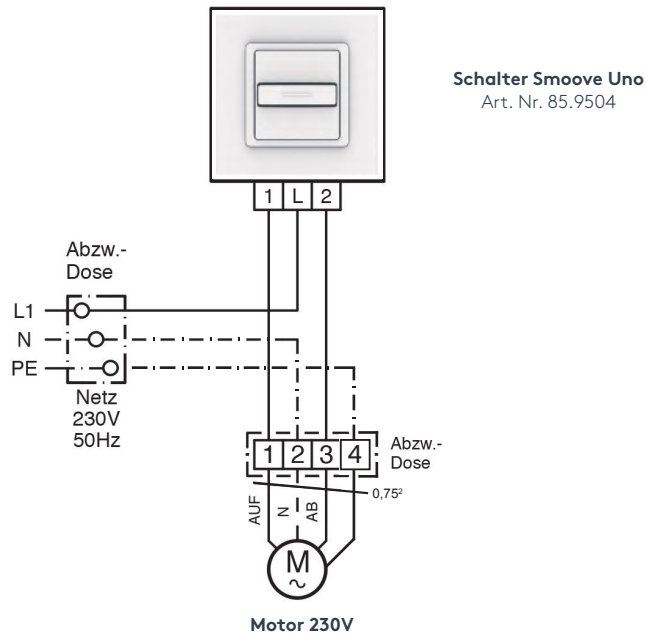 Schalter Smoove Uno
Art. Nr. 85.9504
1 L 2
Abzw.-
Dose
L1
N
PE
Netz
230V
50Hz
1 2 3 4
Abzw.-
Dose
0,75²
AUF
N
AB
M
~
Motor 230V